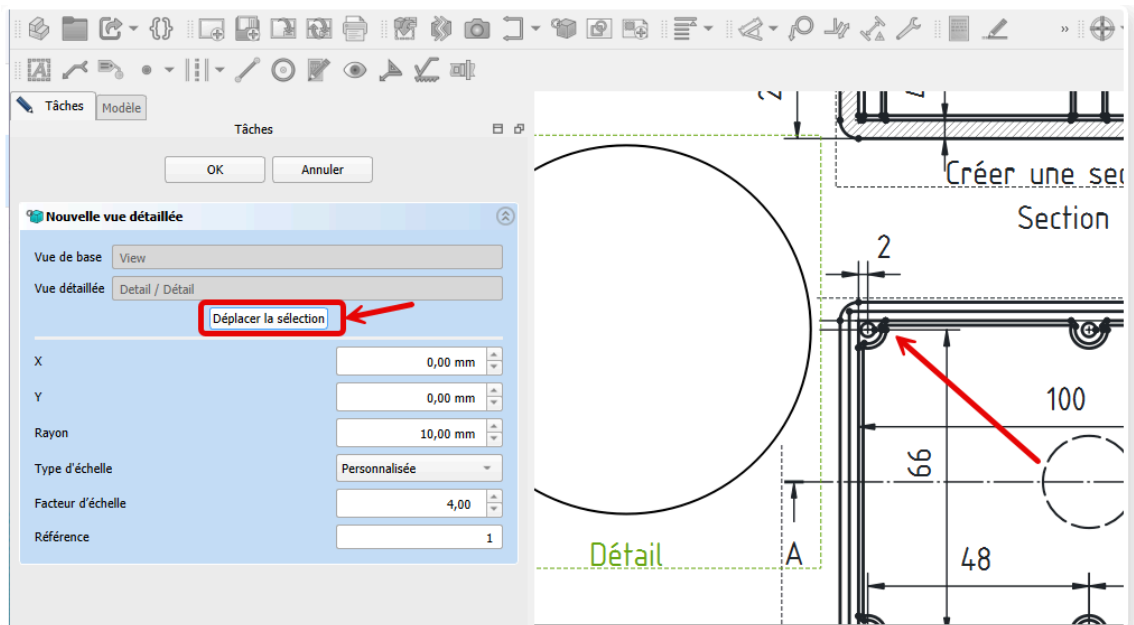 Tâches
Modèle
Tâches
OK
Annuler
Nouvelle vue détaillée
Vue de base View
Vue détaillée Detail / Détail
Déplacer la sélection
X 0,00 mm
Y 0,00 mm
Rayon 10,00 mm
Type d'échelle Personnalisée
Facteur d’échelle 4,00
Référence 1
Créer une sec
Section
2
100
66
Détail
A
48